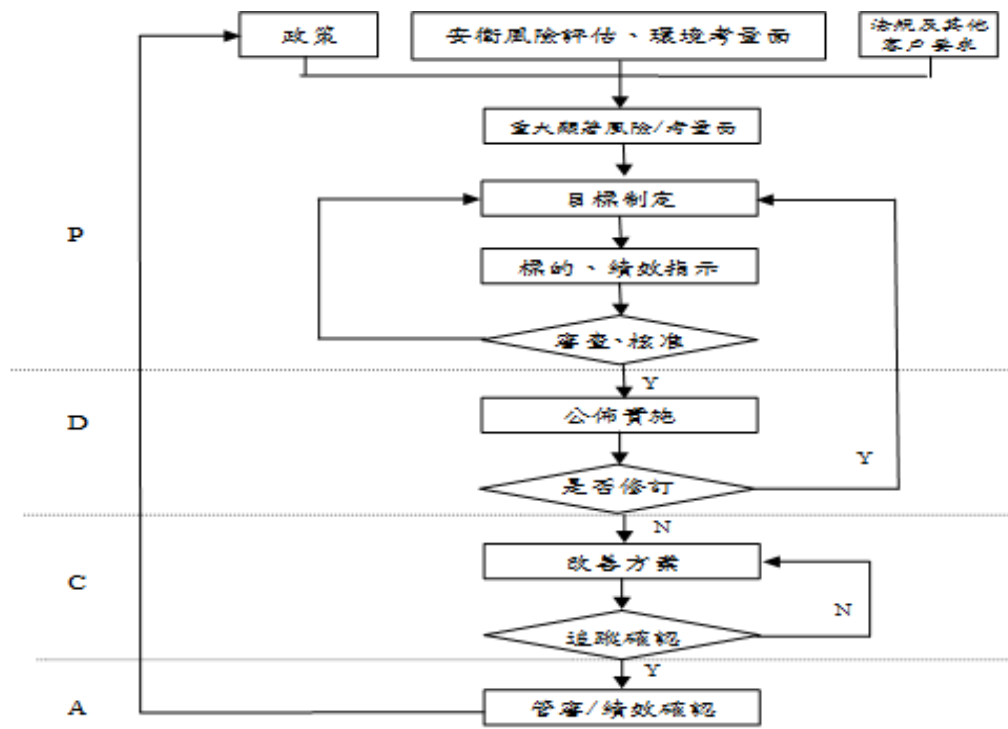 政策
安衛風險評估、環境考量面
法規及其他
客戶要求
重大顯著風險/考量面
目標制定
P
標的、績效指示
審查、核准
Y
D
公佈實施
Y
是否修訂
N
改善方案
C
N
追蹤確認
Y
A
管審/績效確認